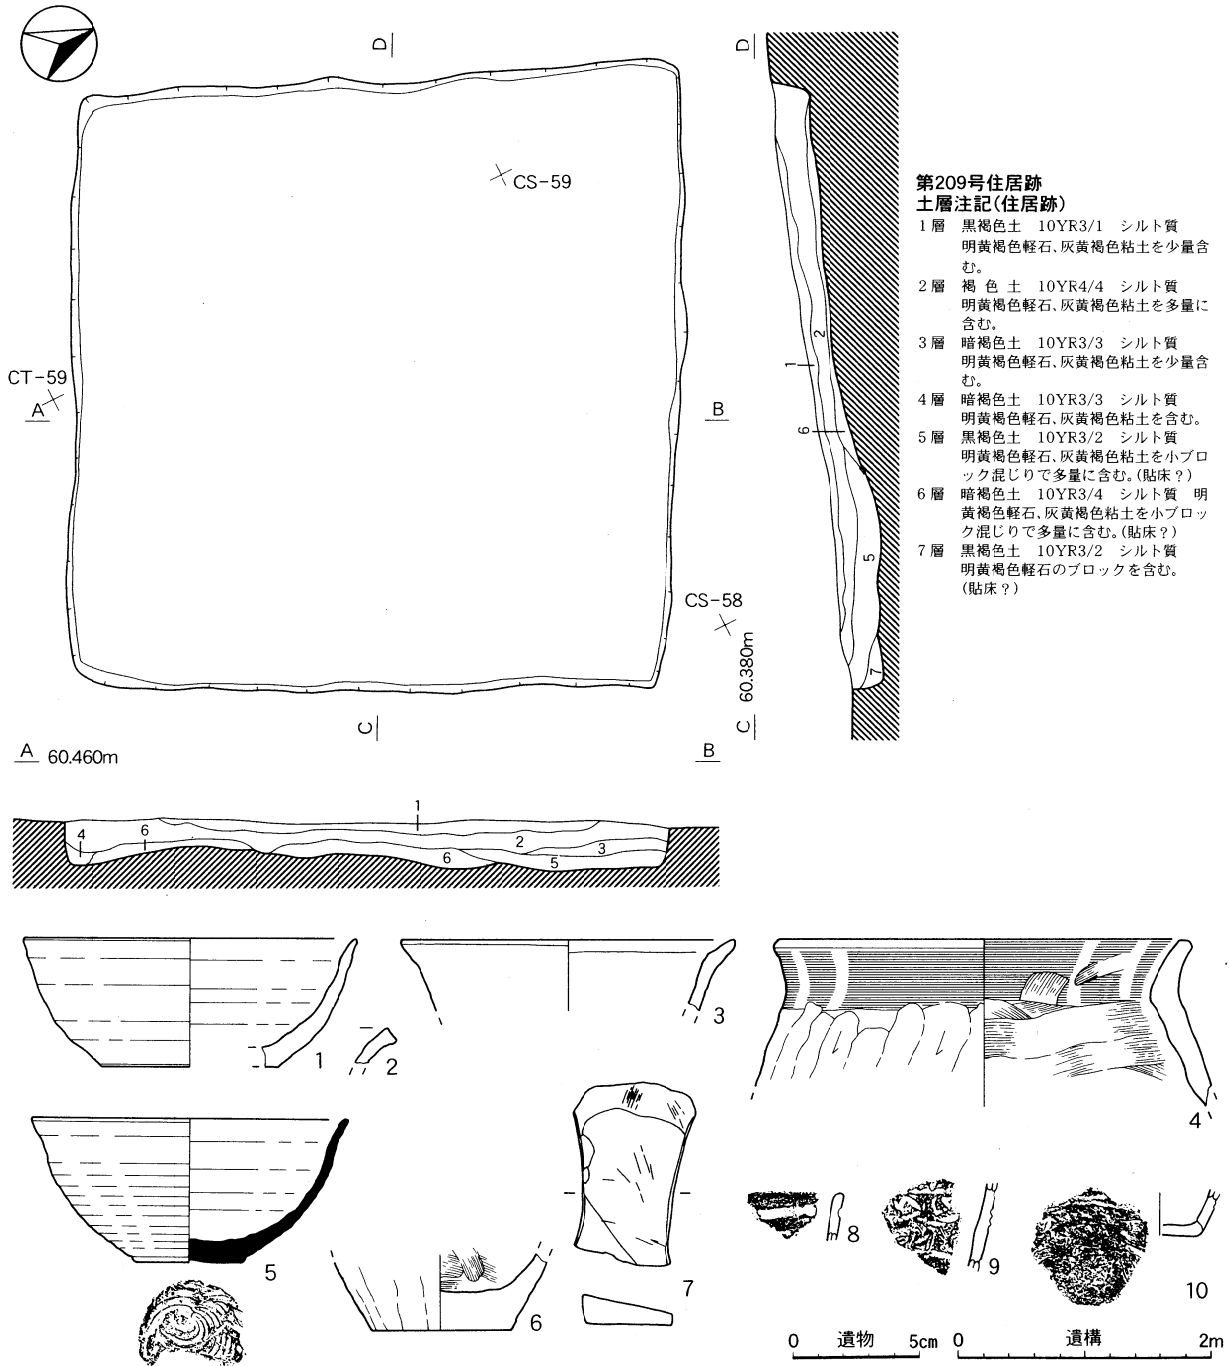 D
D
CS-59
CT-59
A
B
1
2
6
5
7
CS-58
C
C 60.380m
第209号住居跡
土層注記(住居跡)
1層 黒褐色土 10YR3/1 シルト質
明黄褐色軽石、灰黄褐色粘土を少量含
む。
2層 褐色土 10YR4/4 シルト質
明黄褐色軽石、灰黄褐色粘土を多量に
含む。
3層 暗褐色土 10YR3/3 シルト質
明黄褐色軽石、灰黄褐色粘土を少量含
む。
4層 暗褐色土 10YR3/3 シルト質
明黄褐色軽石、灰黄褐色粘土を含む。
5層 黒褐色土 10YR3/2 シルト質
明黄褐色軽石、灰黄褐色粘土を小ブロ
ック混じりで多量に含む。(貼床?)
6層 暗褐色土 10YR3/4 シルト質 明
黄褐色軽石、灰黄褐色粘土を小ブロッ
ク混じりで多量に含む。(貼床?)
7層 黒褐色土 10YR3/2 シルト質
明黄褐色軽石のブロックを含む。
(貼床?)
A 60.460m
B
1
4
6
2
3
6
5
1
2
3
4
5
6
7
8
9
10
0 遺物 5cm
0 遺構 2m